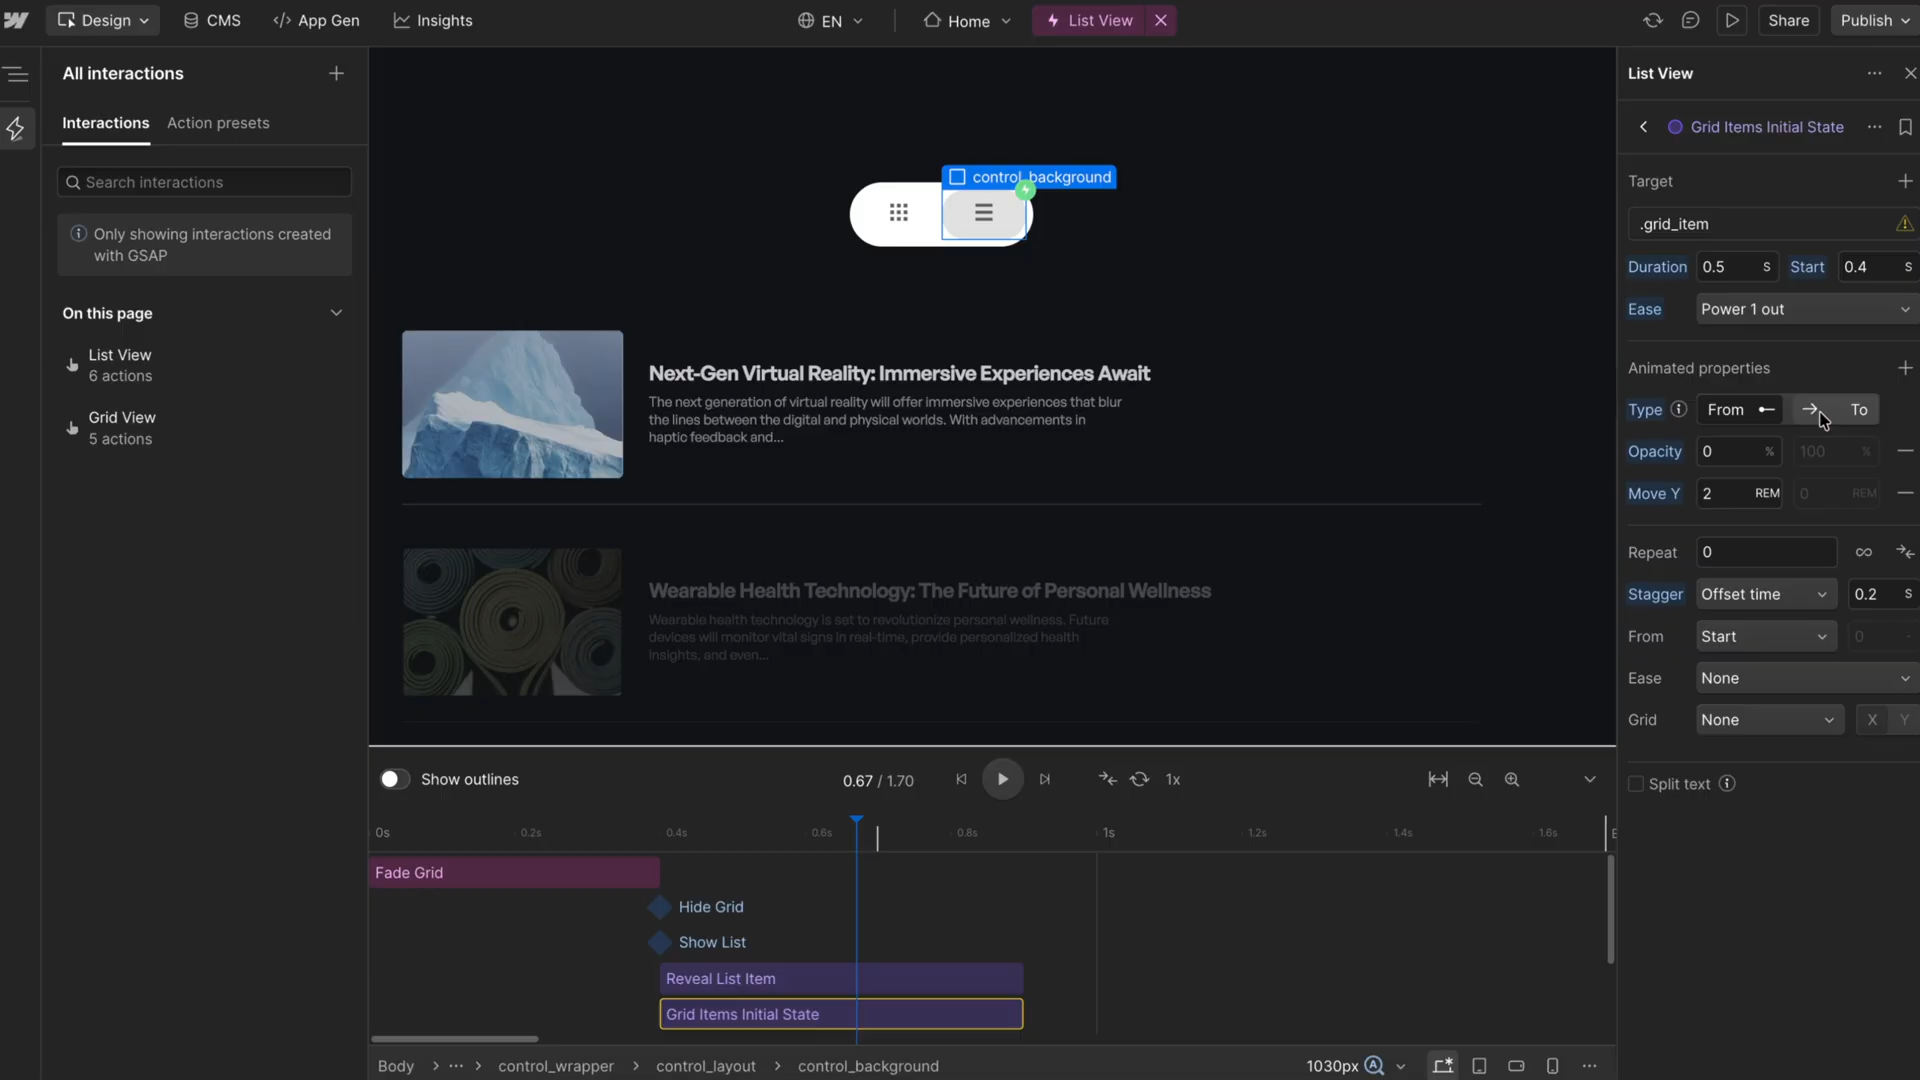 Design
CMS
App Gen
Insights
EN
Home
List View
Share
Publish
All interactions
Interactions
Action presets
Search interactions
Only showing interactions created
with GSAP
On this page
List View
6 actions
Grid View
5 actions
control_background
Next-Gen Virtual Reality: Immersive Experiences Await
The next generation of virtual reality will offer immersive experiences that blur
the lines between the digital and physical worlds. With advancements in
haptic feedback and...
Wearable Health Technology: The Future of Personal Wellness
Wearable health technology is set to revolutionize personal wellness. Future
devices will monitor vital signs in real-time, provide personalized health
insights, and even...
Show outlines
0.67 / 1.70
1x
0s 0.2s 0.4s 0.6s 0.8s 1s 1.2s 1.4s 1.6s E
Fade Grid
Hide Grid
Show List
Reveal List Item
Grid Items Initial State
Body > ... > control_wrapper > control_layout > control_background
1030px
List View
Grid Items Initial State
Target
.grid_item
Duration 0.5 S Start 0.4 S
Ease Power 1 out
Animated properties
Type From To
Opacity 0 % 100 %
Move Y 2 REM 0 REM
Repeat 0
Stagger Offset time 0.2 S
From Start 0 -
Ease None
Grid None X Y
Split text